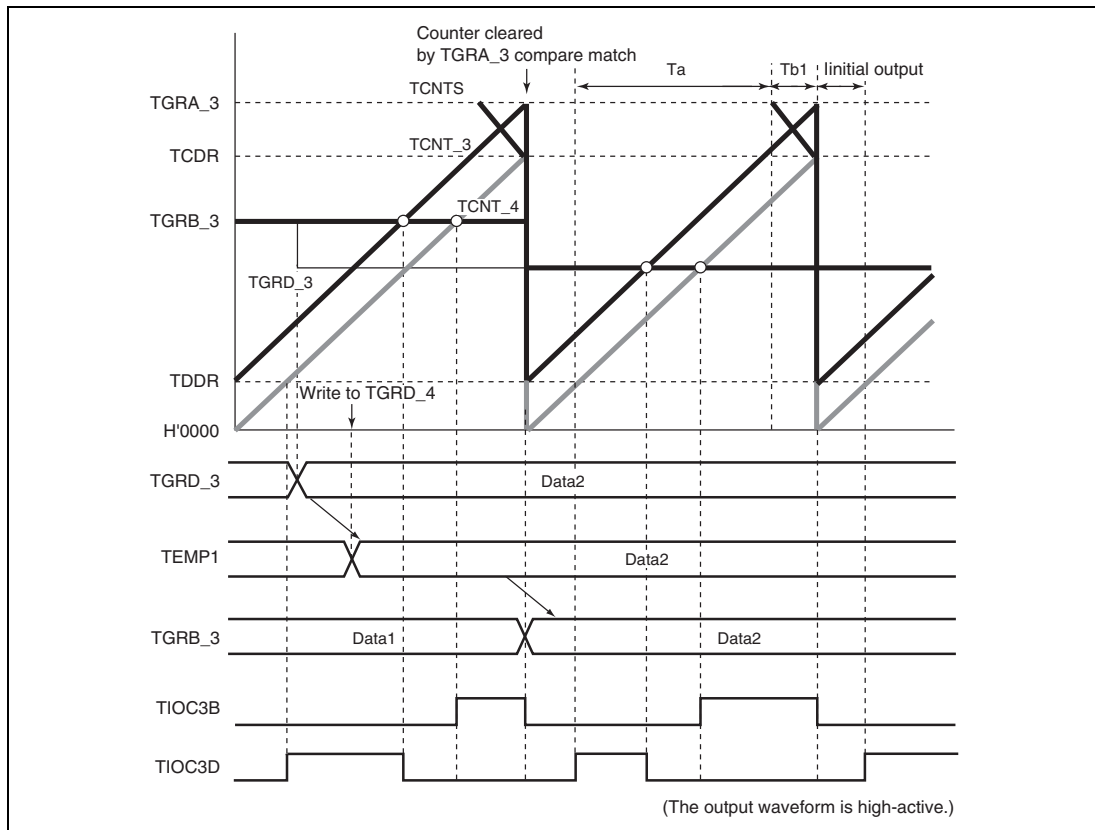 Counter cleared
by TGRA_3 compare match
Ta
Tb1
Iinitial output
TGRA_3
TCNTS
TCNT_3
TCDR
TCNT_4
TGRB_3
TGRD_3
TDDR
Write to TGRD_4
H'0000
TGRD_3
Data2
TEMP1
Data2
TGRB_3
Data1
Data2
TIOC3B
TIOC3D
(The output waveform is high-active.)